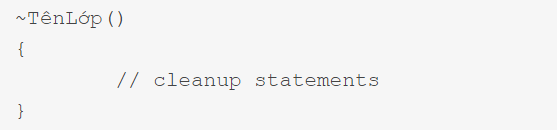 ~TênLớp()
{
// cleanup statements
}